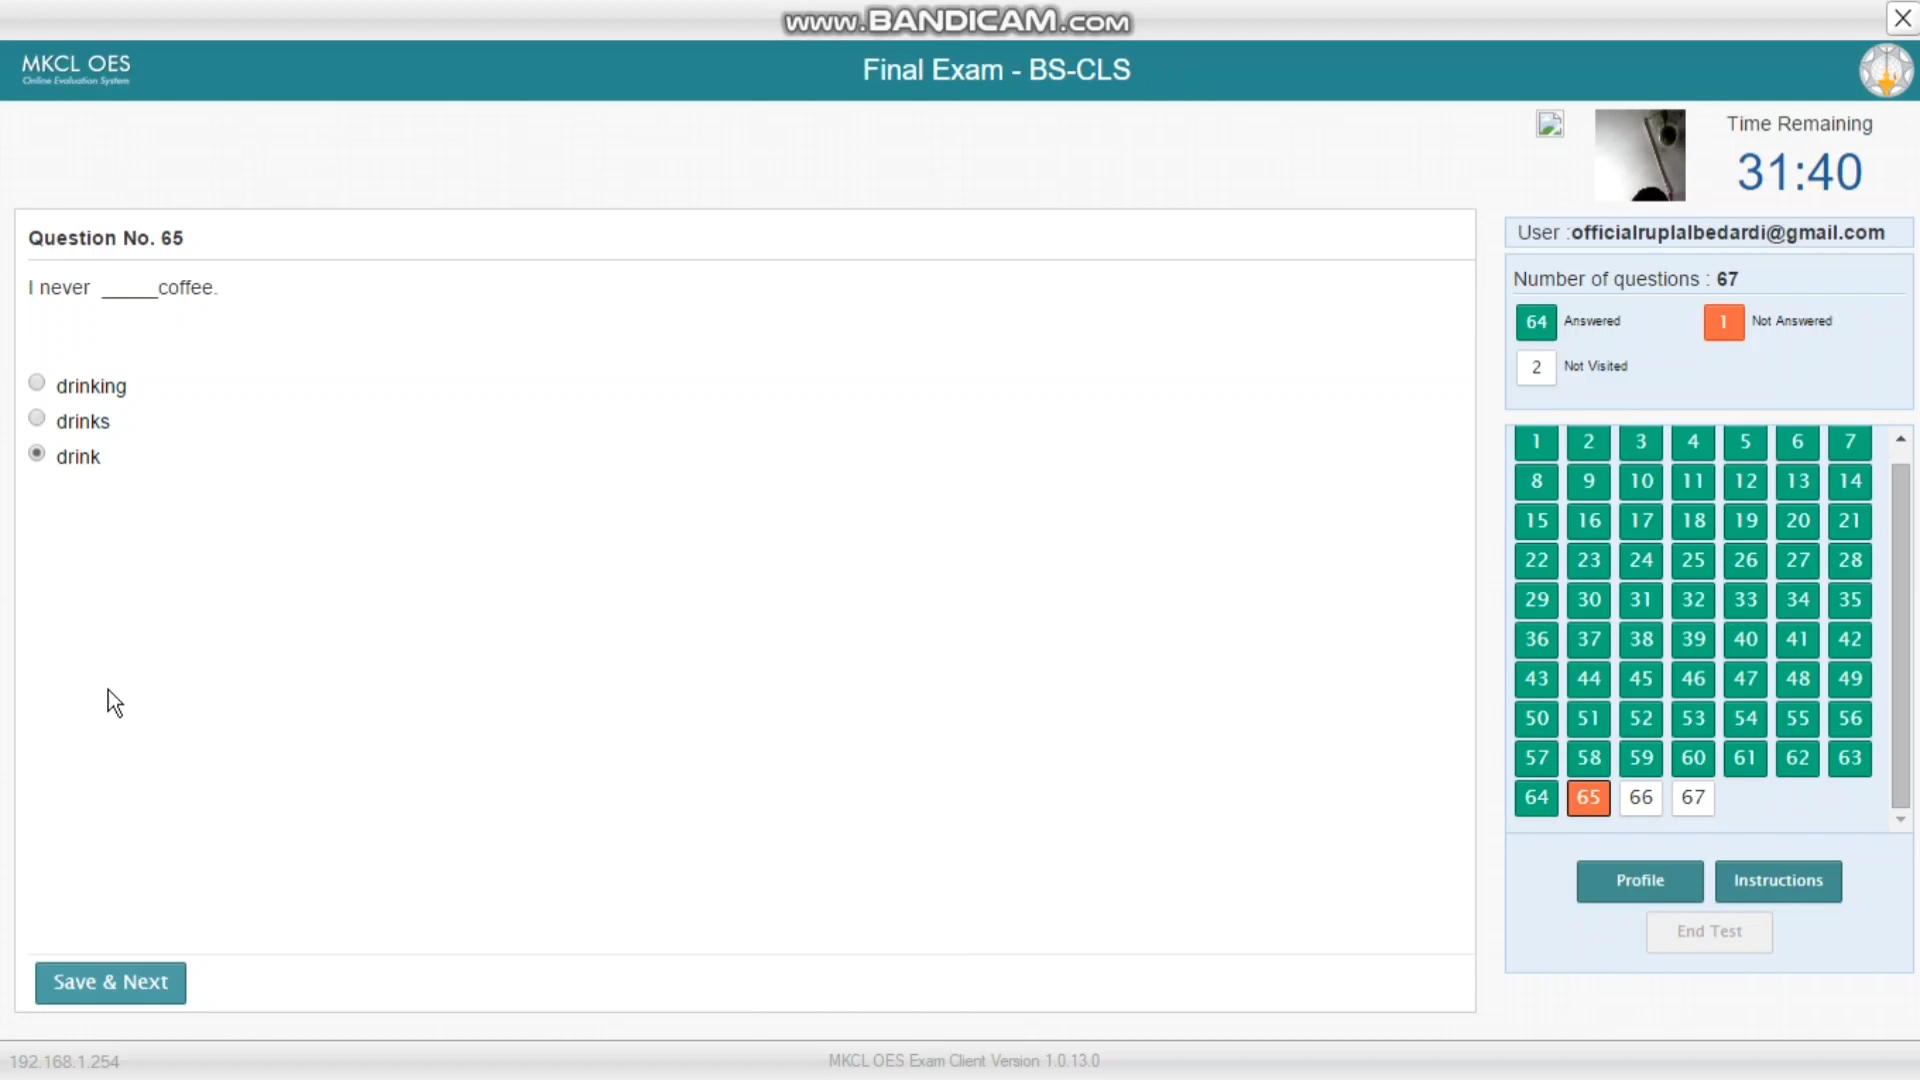 www.BANDICAM.com
MKCL OES
Online Evaluation System
Final Exam - BS-CLS
Time Remaining
31:40
Question No. 65
I never _____coffee.
drinking
drinks
drink
Save & Next
User :officialruplalbedardi@gmail.com
Number of questions : 67
64 Answered 1 Not Answered
2 Not Visited
1 2 3 4 5 6 7
8 9 10 11 12 13 14
15 16 17 18 19 20 21
22 23 24 25 26 27 28
29 30 31 32 33 34 35
36 37 38 39 40 41 42
43 44 45 46 47 48 49
50 51 52 53 54 55 56
57 58 59 60 61 62 63
64 65 66 67
Profile Instructions
End Test
192.168.1.254
MKCL OES Exam Client Version 1.0.13.0